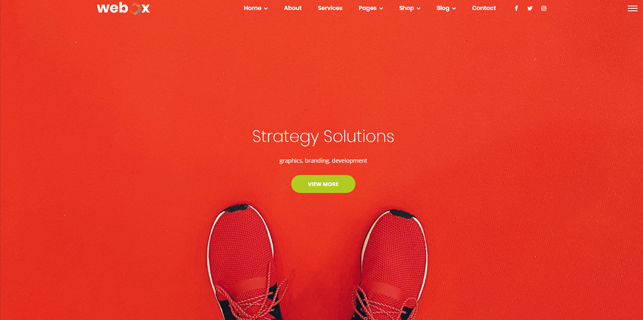 webox
Home About Services Pages Shop Blog Contact
Strategy Solutions
graphics, branding, development
VIEW MORE